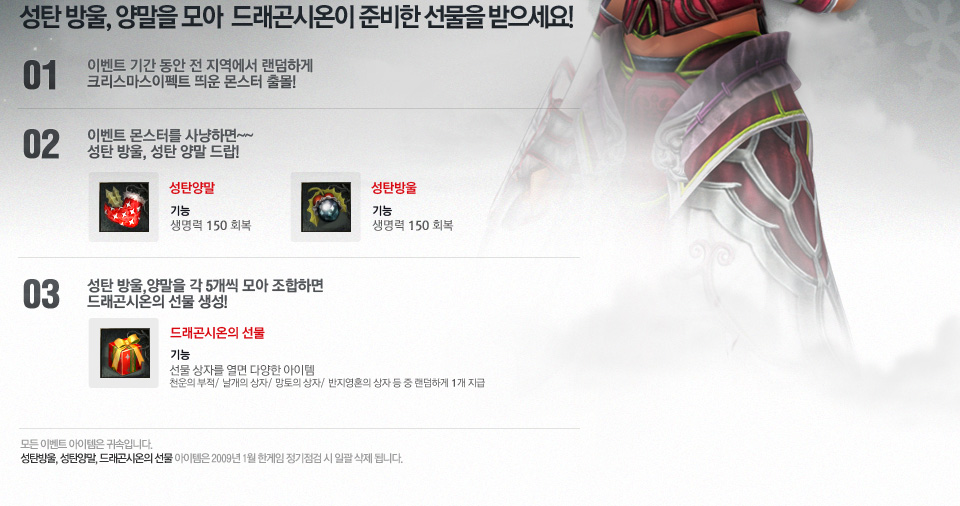 성탄 방울, 양말을 모아 드래곤시온이 준비한 선물을 받으세요!
01
이벤트 기간 동안 전 지역에서 랜덤하게
크리스마스이펙트 띄운 몬스터 출몰!
02
이벤트 몬스터를 사냥하면~~
성탄 방울, 성탄 양말 드랍!
성탄양말
기능
생명력 150 회복
성탄방울
기능
생명력 150 회복
03
성탄 방울,양말을 각 5개씩 모아 조합하면
드래곤시온의 선물 생성!
드래곤시온의 선물
기능
선물 상자를 열면 다양한 아이템
천운의 부적/ 날개의 상자/ 망토의 상자/ 반지영혼의 상자 등 중 랜덤하게 1개 지급
모든 이벤트 아이템은 귀속입니다.
성탄방울, 성탄양말, 드래곤시온의 선물 아이템은 2009년 1월 한게임 정기점검 시 일괄 삭제 됩니다.